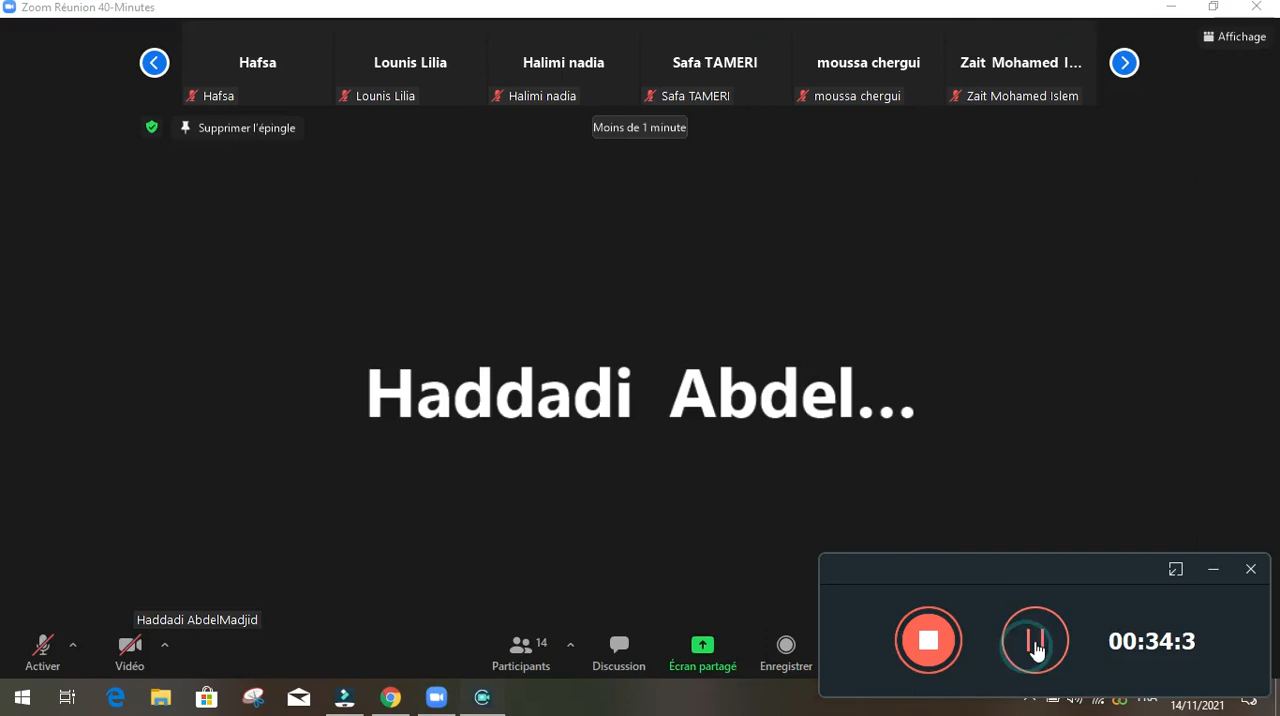 Zoom Réunion 40-Minutes
Affichage
Hafsa
Lounis Lilia
Halimi nadia
Safa TAMERI
moussa chergui
Zait Mohamed I...
Hafsa
Lounis Lilia
Halimi nadia
Safa TAMERI
moussa chergui
Zait Mohamed Islem
Supprimer l'épingle
Moins de 1 minute
Haddadi Abdel...
Haddadi AbdelMadjid
00:34:3
Activer
Vidéo
14
Participants
Discussion
Écran partagé
Enregistrer
14/11/2021